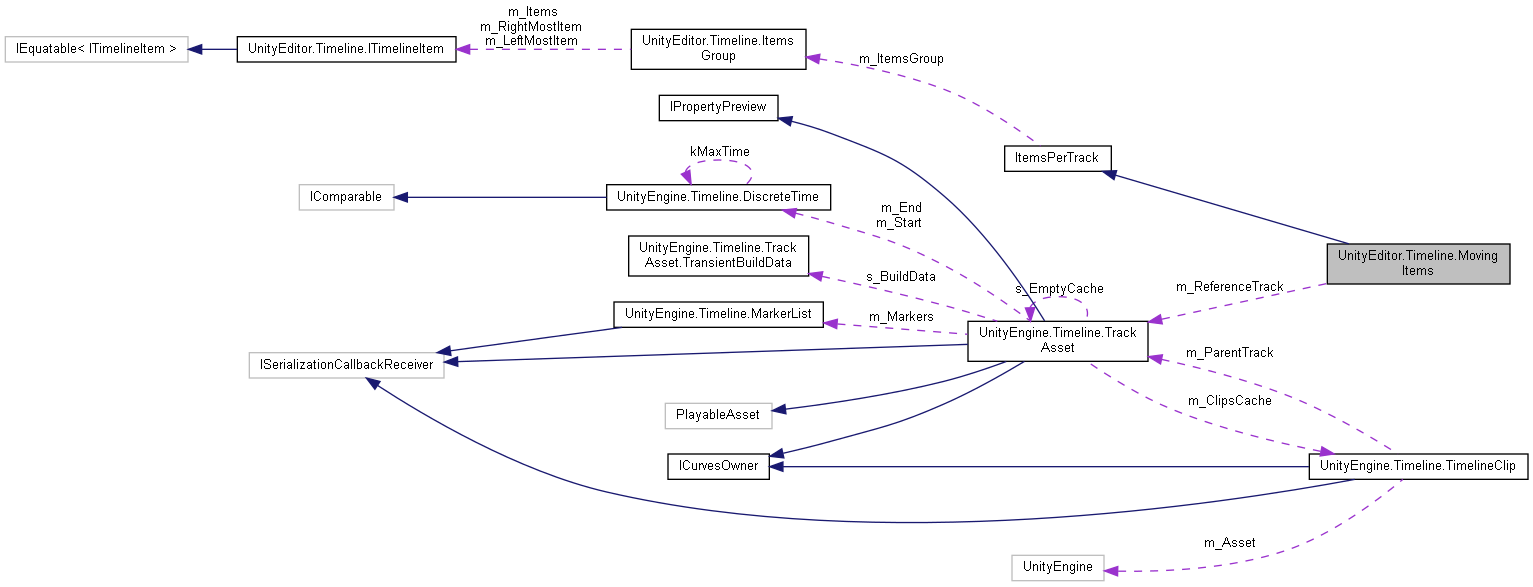 m_Items
m_RightMostItem
m_LeftMostItem
IEquatable< ITimelineItem >
UnityEditor.Timeline.ITimelineItem
UnityEditor.Timeline.Items
Group
m_ItemsGroup
IPropertyPreview
kMaxTime
ItemsPerTrack
IComparable
UnityEngine.Timeline.DiscreteTime
m_End
m_Start
UnityEngine.Timeline.Track
Asset.TransientBuildData
UnityEditor.Timeline.Moving
Items
s_BuildData
s_EmptyCache
m_ReferenceTrack
UnityEngine.Timeline.MarkerList
m_Markers
UnityEngine.Timeline.Track
Asset
m_ParentTrack
ISerializationCallbackReceiver
m_ClipsCache
PlayableAsset
ICurvesOwner
UnityEngine.Timeline.TimelineClip
m_Asset
UnityEngine